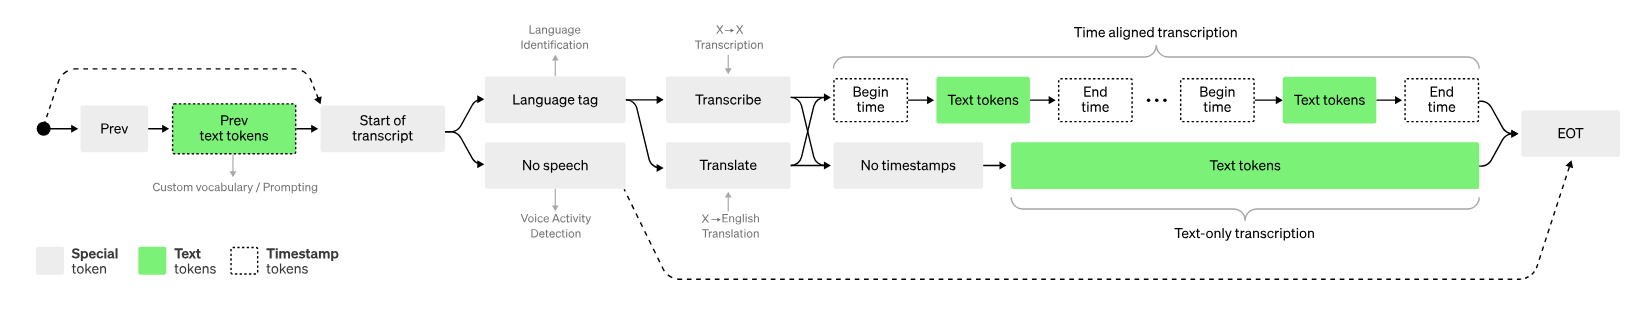 Prev
Prev
text tokens
Custom vocabulary / Prompting
Start of
transcript
Language
Identification
Language tag
No speech
Voice Activity
Detection
X→X
Transcription
Transcribe
Translate
X→English
Translation
Time aligned transcription
Begin
time
Text tokens
End
time
...
Begin
time
Text tokens
End
time
No timestamps
Text tokens
Text-only transcription
EOT
Special
token
Text
tokens
Timestamp
tokens